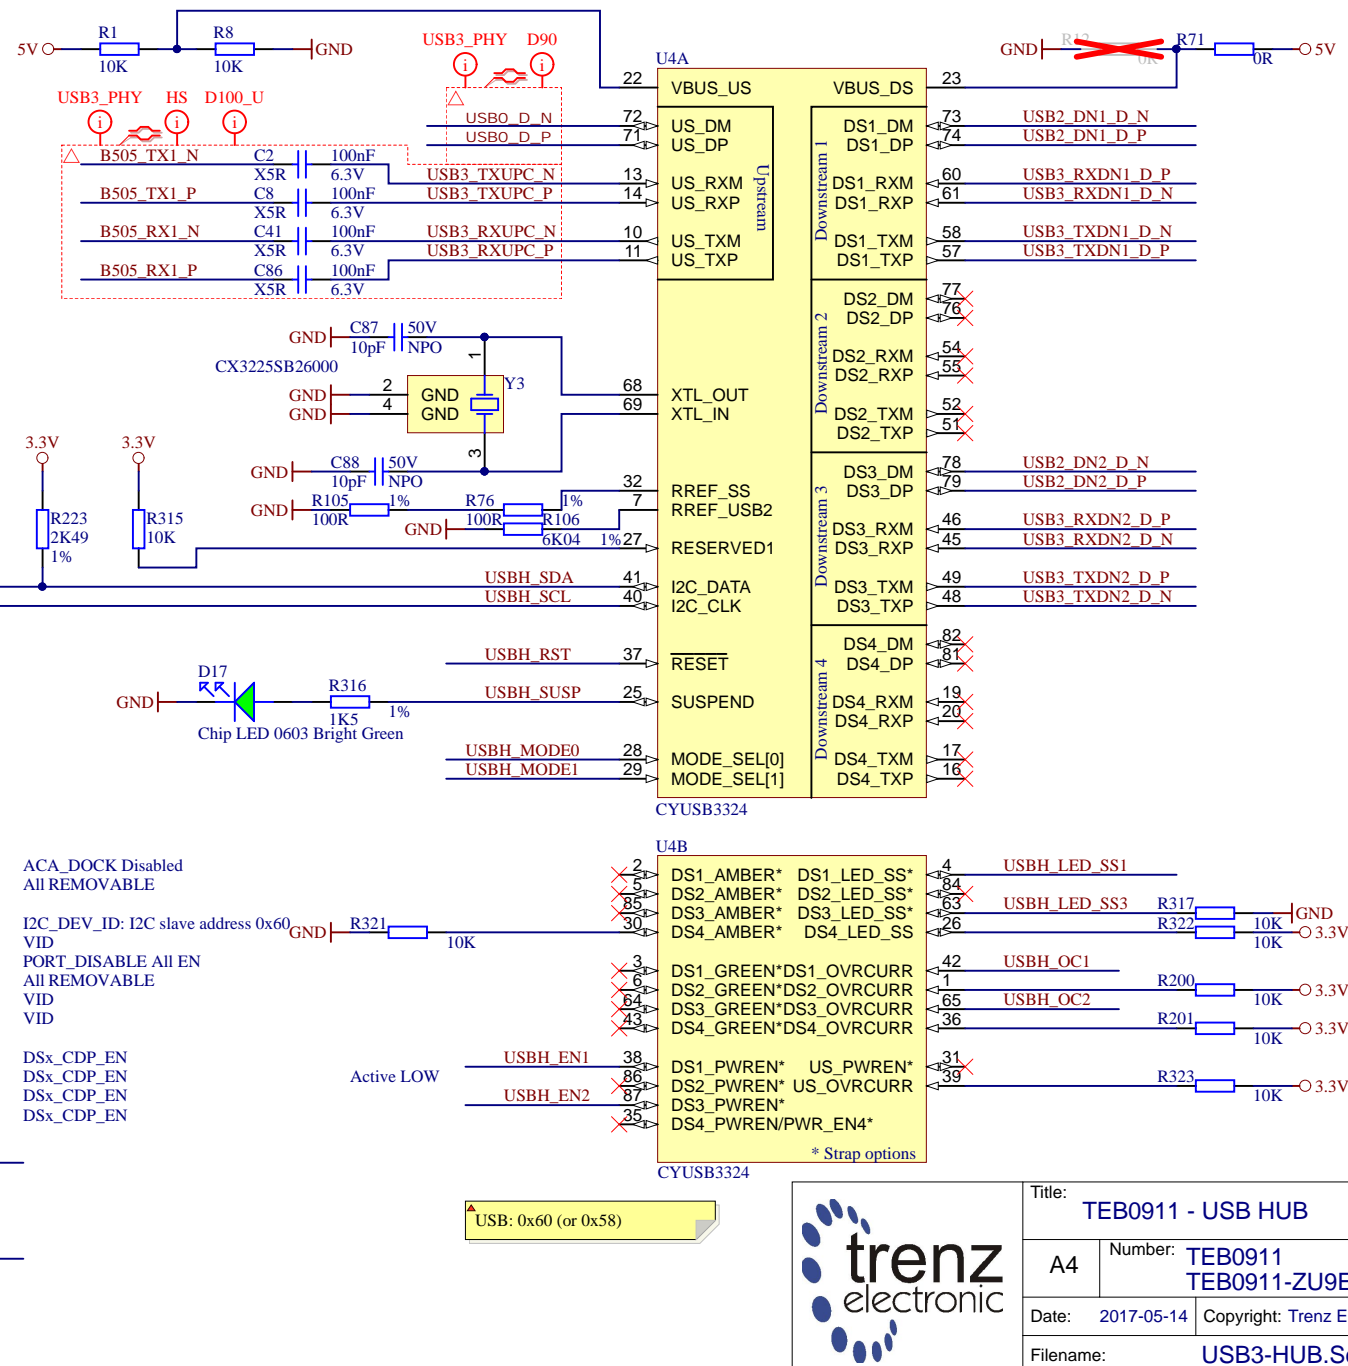 R1
R8
5V
GND
10K
10K
USB3_PHY
D90
i
i
U4A
GND
R71
5V
0R
0R
22
VBUS_US
VBUS_DS
23
USB3_PHY
HS
D100_U
i
i
i
USB0_D_N
72
US_DM
DS1_DM
73
USB2_DN1_D_N
USB0_D_P
71
US_DP
DS1_DP
74
USB2_DN1_D_P
B505_TX1_N
C2
100nF
X5R
6.3V
USB3_TXUPC_N
13
US_RXM
DS1_RXM
60
USB3_RXDN1_D_P
B505_TX1_P
C8
100nF
X5R
6.3V
USB3_TXUPC_P
14
US_RXP
DS1_RXP
61
USB3_RXDN1_D_N
B505_RX1_N
C41
100nF
X5R
6.3V
USB3_RXUPC_N
10
US_TXM
DS1_TXM
58
USB3_TXDN1_D_N
USB3_RXUPC_P
11
US_TXP
DS1_TXP
57
USB3_TXDN1_D_P
B505_RX1_P
C86
100nF
X5R
6.3V
Upstream
Downstream 1
DS2_DM
77
DS2_DP
76
DS2_RXM
54
DS2_RXP
55
DS2_TXM
52
DS2_TXP
51
Downstream 2
GND
C87
50V
10pF
NPO
CX3225SB26000
1
GND
2
GND
Y3
GND
4
GND
3
68
XTL_OUT
69
XTL_IN
GND
C88
50V
10pF
NPO
3.3V
3.3V
R223
2K49
1%
R315
10K
GND
R105
1%
100R
R76
1%
100R
32
RREF_SS
GND
R106
6K04
1%
7
RREF_USB2
27
RESERVED1
USBH_SDA
41
I2C_DATA
USBH_SCL
40
I2C_CLK
DS3_DM
78
USB2_DN2_D_N
DS3_DP
79
USB2_DN2_D_P
DS3_RXM
46
USB3_RXDN2_D_P
DS3_RXP
45
USB3_RXDN2_D_N
DS3_TXM
49
USB3_TXDN2_D_P
DS3_TXP
48
USB3_TXDN2_D_N
Downstream 3
USBH_RST
37
RESET
D17
GND
R316
1K5
1%
USBH_SUSP
25
SUSPEND
Chip LED 0603 Bright Green
USBH_MODE0
28
MODE_SEL[0]
USBH_MODE1
29
MODE_SEL[1]
DS4_DM
82
DS4_DP
81
DS4_RXM
19
DS4_RXP
20
DS4_TXM
17
DS4_TXP
16
Downstream 4
CYUSB3324
U4B
ACA_DOCK Disabled
All REMOVABLE
I2C_DEV_ID: I2C slave address 0x60
VID
PORT_DISABLE All EN
All REMOVABLE
VID
VID
DSx_CDP_EN
DSx_CDP_EN
DSx_CDP_EN
DSx_CDP_EN
Active LOW
GND
R321
10K
2
DS1_AMBER*
DS1_LED_SS*
4
USBH_LED_SS1
5
DS2_AMBER*
DS2_LED_SS*
84
85
DS3_AMBER*
DS3_LED_SS*
63
USBH_LED_SS3
R317
10K
GND
30
DS4_AMBER*
DS4_LED_SS
26
R322
10K
3.3V
3
DS1_GREEN*
DS1_OVRCURR
42
USBH_OC1
6
DS2_GREEN*
DS2_OVRCURR
1
R200
10K
3.3V
64
DS3_GREEN*
DS3_OVRCURR
65
USBH_OC2
43
DS4_GREEN*
DS4_OVRCURR
36
R201
10K
3.3V
USBH_EN1
38
DS1_PWREN*
US_PWREN*
31
86
DS2_PWREN*
US_OVRCURR
39
R323
10K
3.3V
USBH_EN2
87
DS3_PWREN*
35
DS4_PWREN/PWR_EN4*
* Strap options
CYUSB3324
USB: 0x60 (or 0x58)
trenz
electronic
Title:
TEB0911 - USB HUB
A4
Number:
TEB0911
TEB0911-ZU9E
Date:
2017-05-14
Copyright: Trenz E
Filename:
USB3-HUB.S